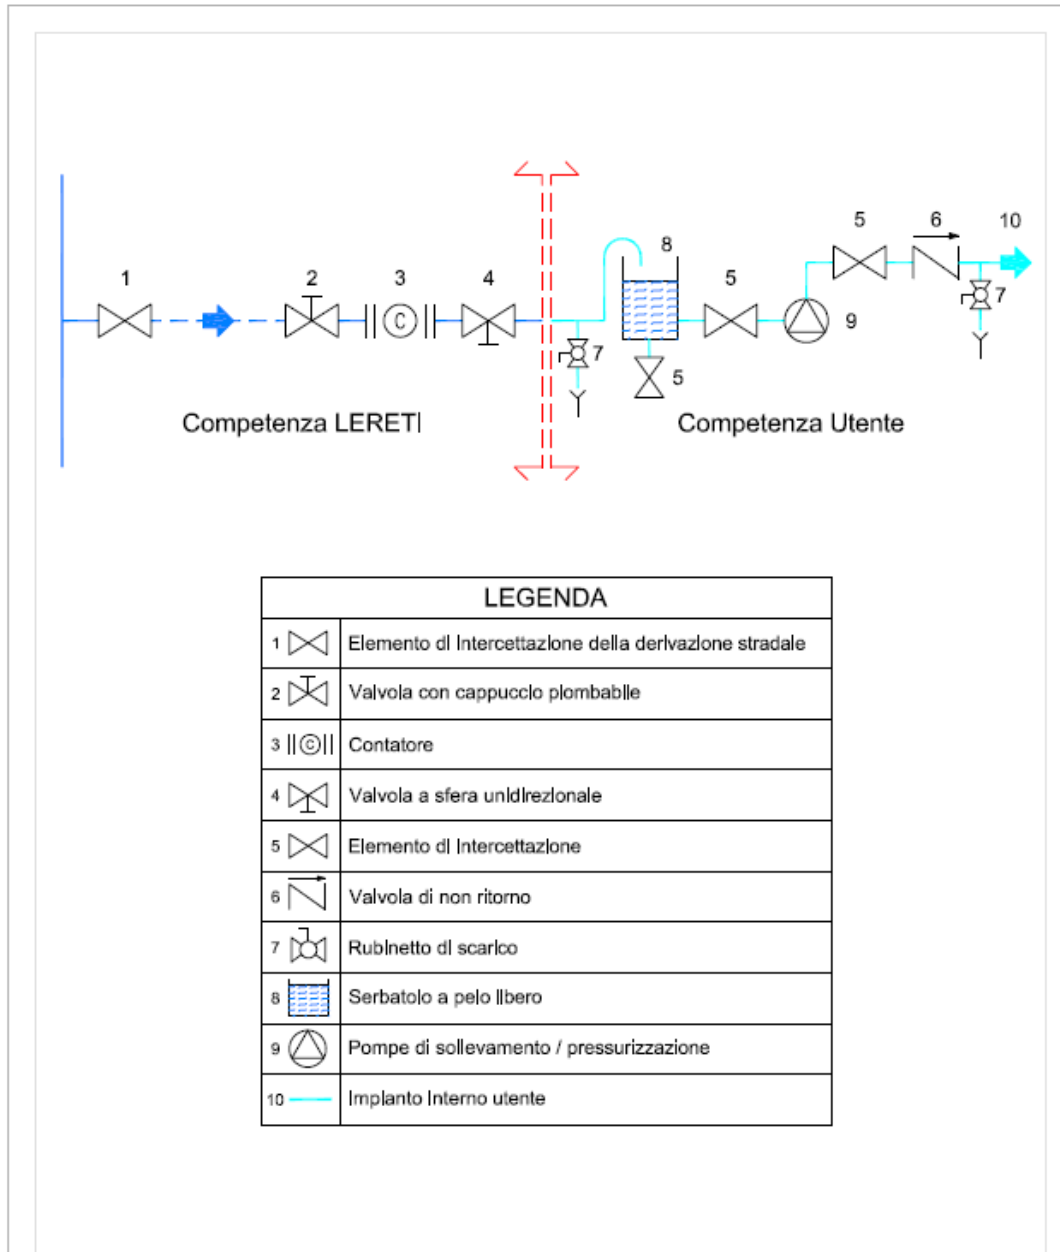 5 6 10
8
1 2 3 4 5 7
C 9
7
5
Competenza LERETI Competenza Utente
LEGENDA
1 Elemento di Intercettazione della derivazione stradale
2 Valvola con cappuccio piombabile
3 C Contatore
4 Valvola a sfera unidirezionale
5 Elemento di Intercettazione
6 Valvola di non ritorno
7 Rubinetto di scarico
8 Serbatoio a pelo libero
9 Pompe di sollevamento / pressurizzazione
10 Impianto Interno utente